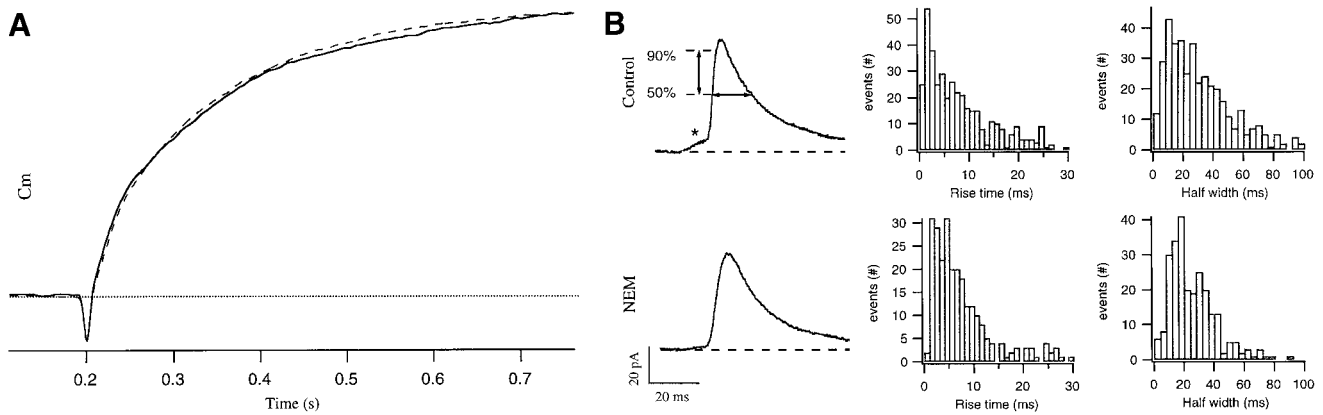 A
Cm
0.2 0.3 0.4 0.5 0.6 0.7
Time (s)
B
Control
90%
50%
*
events (#)
50
40
30
20
10
0
0 10 20 30
Rise time (ms)
events (#)
40
30
20
10
0
0 20 40 60 80 100
Half width (ms)
NEM
20 pA
20 ms
events (#)
30
25
20
15
10
5
0
0 10 20 30
Rise time (ms)
events (#)
40
30
20
10
0
0 20 40 60 80 100
Half width (ms)